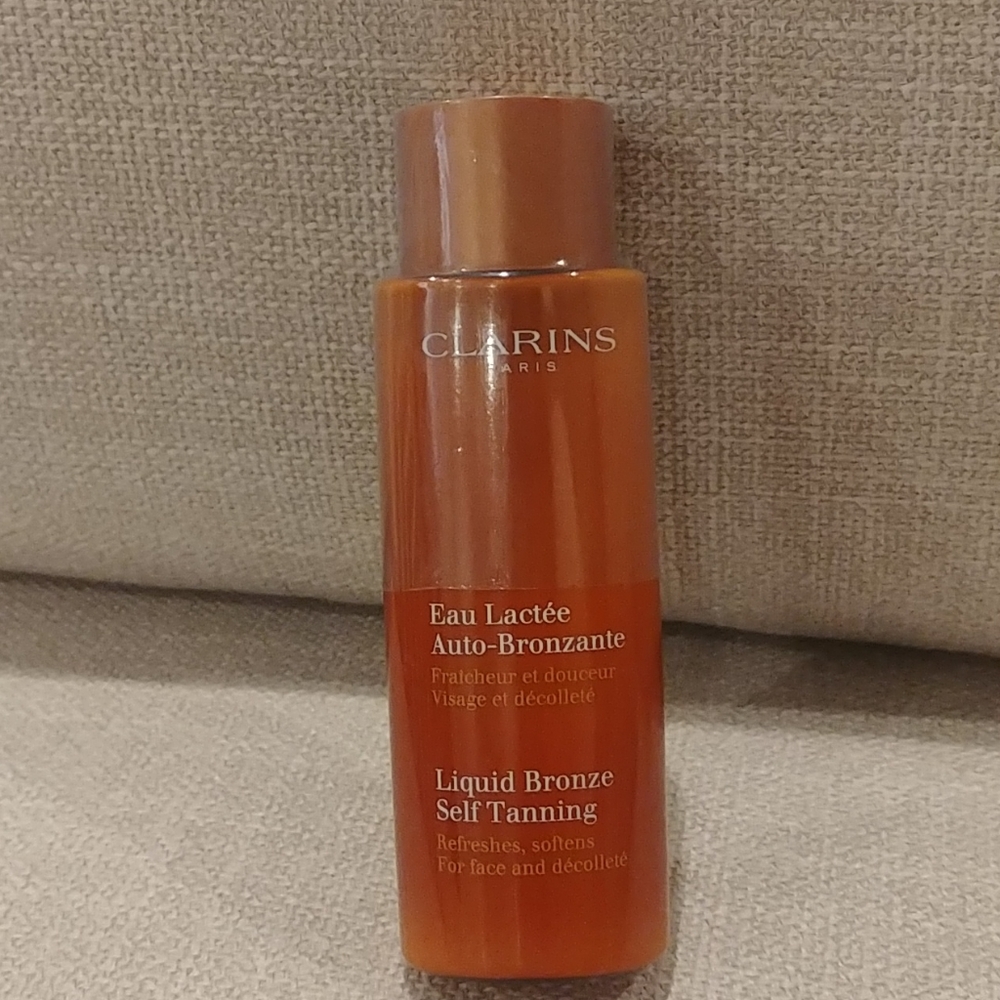 CLARINS
PARIS
Eau Lactée
Auto-Bronzante
Fraîcheur et douceur
Visage et décolleté
Liquid Bronze
Self Tanning
Refreshes, softens
For face and décolleté